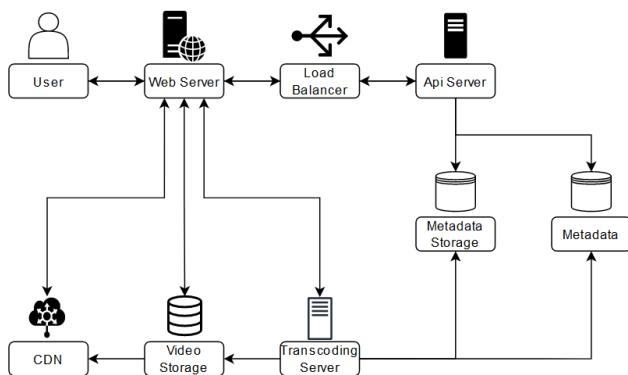 User
Web Server
Load
Balancer
Api Server
Metadata
Storage
Metadata
CDN
Video
Storage
Transcoding
Server